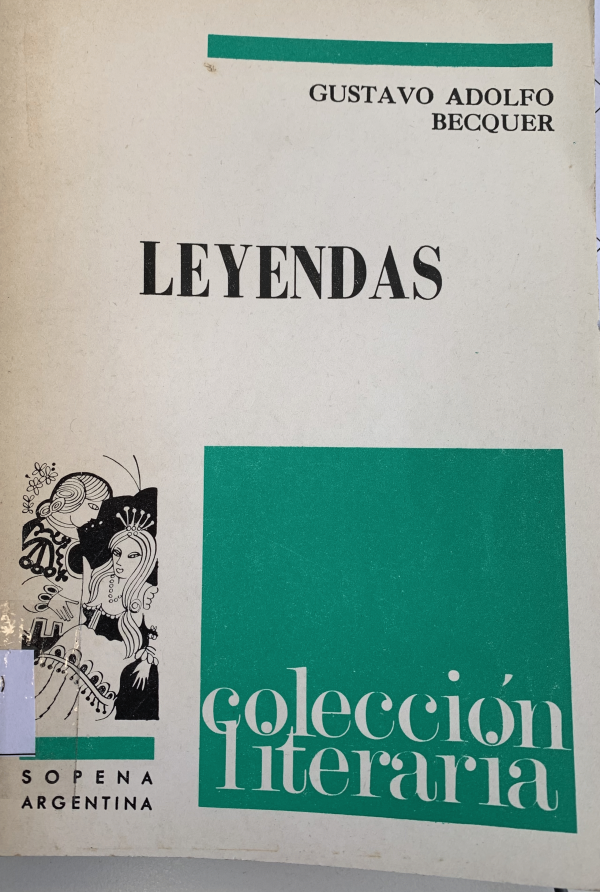 GUSTAVO ADOLFO
BECQUER
LEYENDAS
colección
literaria
SOPENA
ARGENTINA